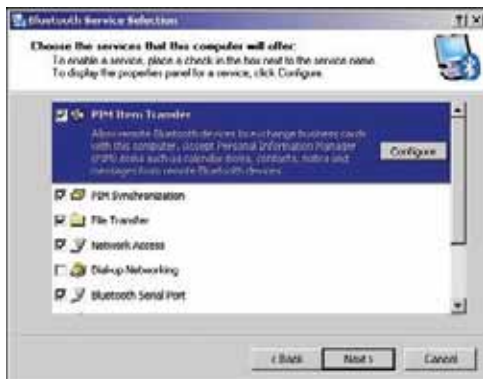 Bluetooth Service Selection
Choose the services that this computer will offer:
To enable a service, place a check in the box next to the service name.
To display the properties panel for a service, click Configure.
PIM Item Transfer
Allows remote Bluetooth devices to exchange business cards
with this computer. Accept Personal Information Manager
(PIM) items such as calendar items, contacts, notes and
messages from remote Bluetooth devices.
Configure
PIM Synchronization
File Transfer
Network Access
Dial-up Networking
Bluetooth Serial Port
< Back
Next >
Cancel